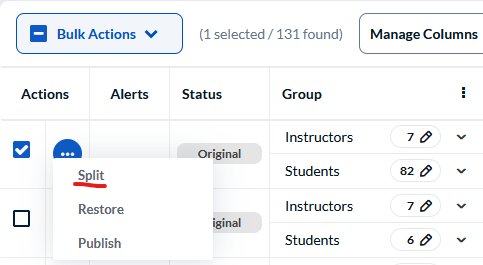 Bulk Actions (1 selected / 131 found) Manage Columns
Actions Alerts Status Group
Original Instructors 7
Split Students 82
Restore iginal Instructors 7
Publish Students 6